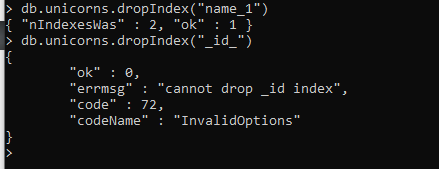 > db.unicorns.dropIndex("name_1")
{ "nIndexesWas" : 2, "ok" : 1 }
> db.unicorns.dropIndex("_id_")
{
        "ok" : 0,
        "errmsg" : "cannot drop _id index",
        "code" : 72,
        "codeName" : "InvalidOptions"
}
>